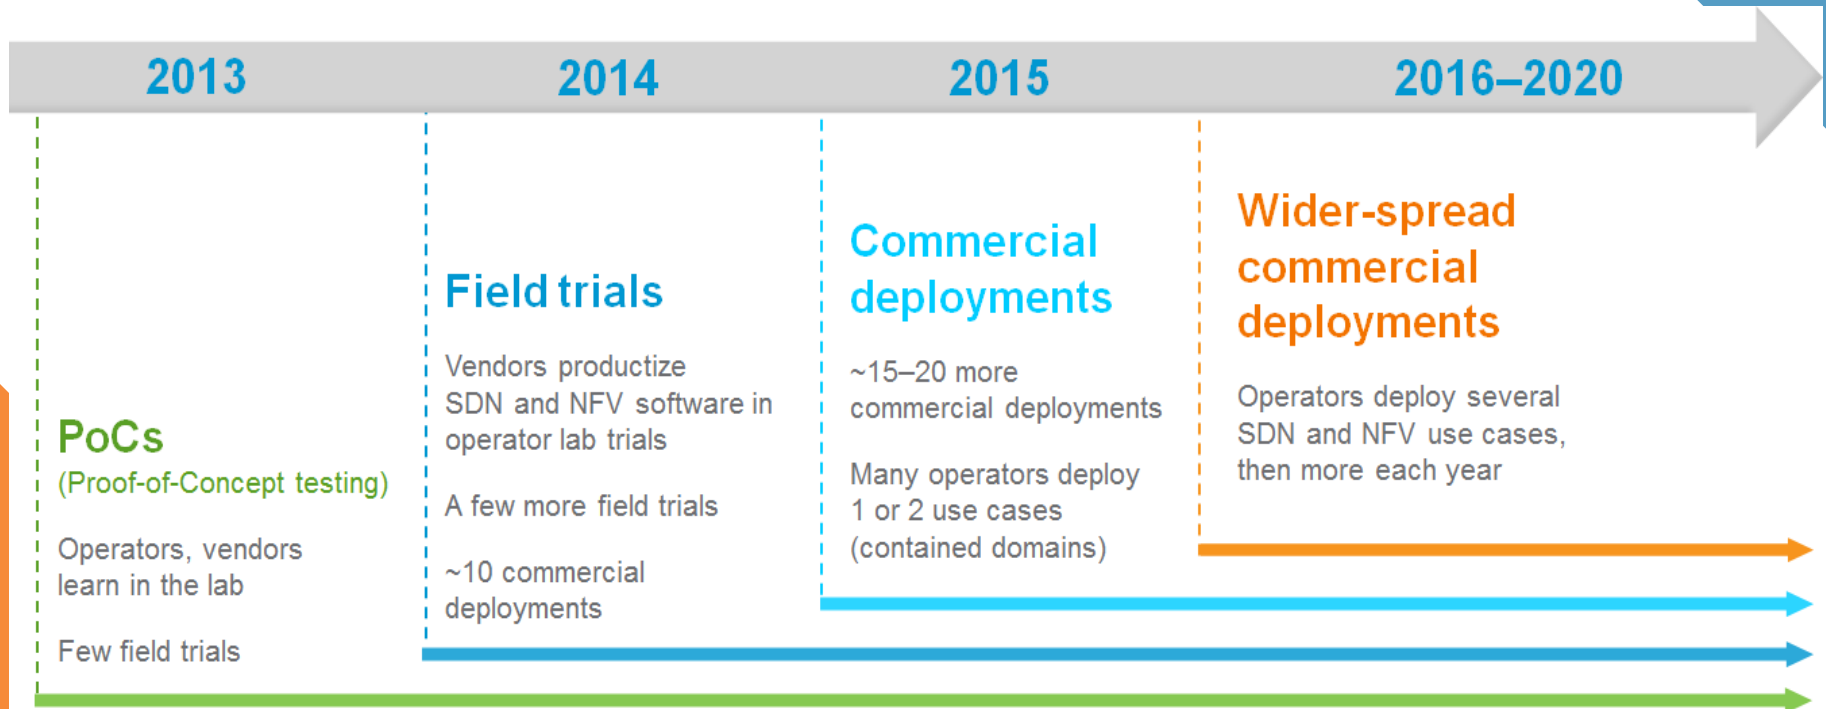 2013
2014
2015
2016–2020
PoCs
(Proof-of-Concept testing)
Operators, vendors
learn in the lab
Few field trials
Field trials
Vendors productize
SDN and NFV software in
operator lab trials
A few more field trials
~10 commercial
deployments
Commercial
deployments
~15–20 more
commercial deployments
Many operators deploy
1 or 2 use cases
(contained domains)
Wider-spread
commercial
deployments
Operators deploy several
SDN and NFV use cases,
then more each year